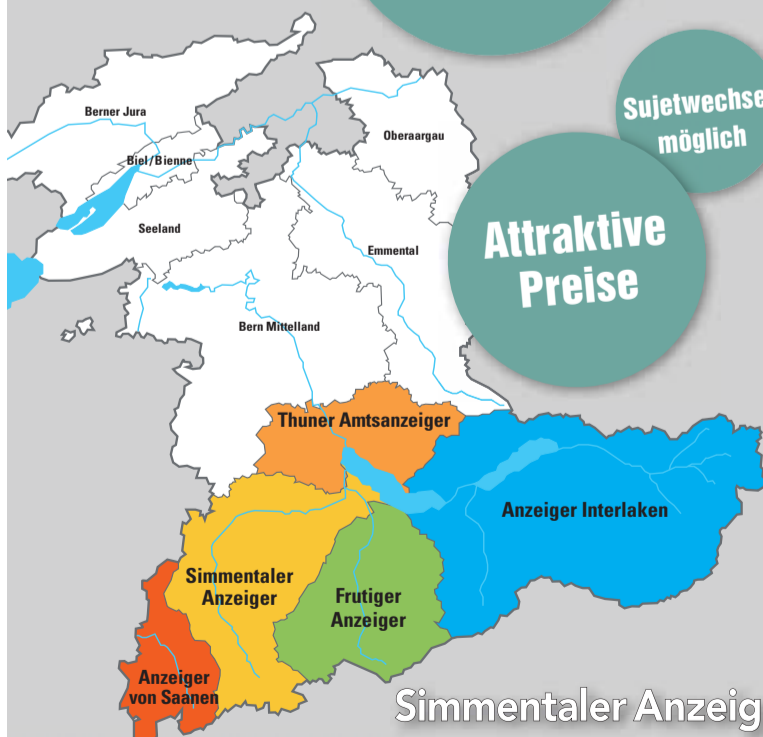 Berner Jura
Oberaargau
Biel/Bienne
Seeland
Emmental
Bern Mittelland
Sujetwechse
möglich
Attraktive
Preise
Thuner Amtsanzeiger
Anzeiger Interlaken
Simmentaler
Anzeiger
Frutiger
Anzeiger
Anzeiger
von Saanen
Simmentaler Anzeig